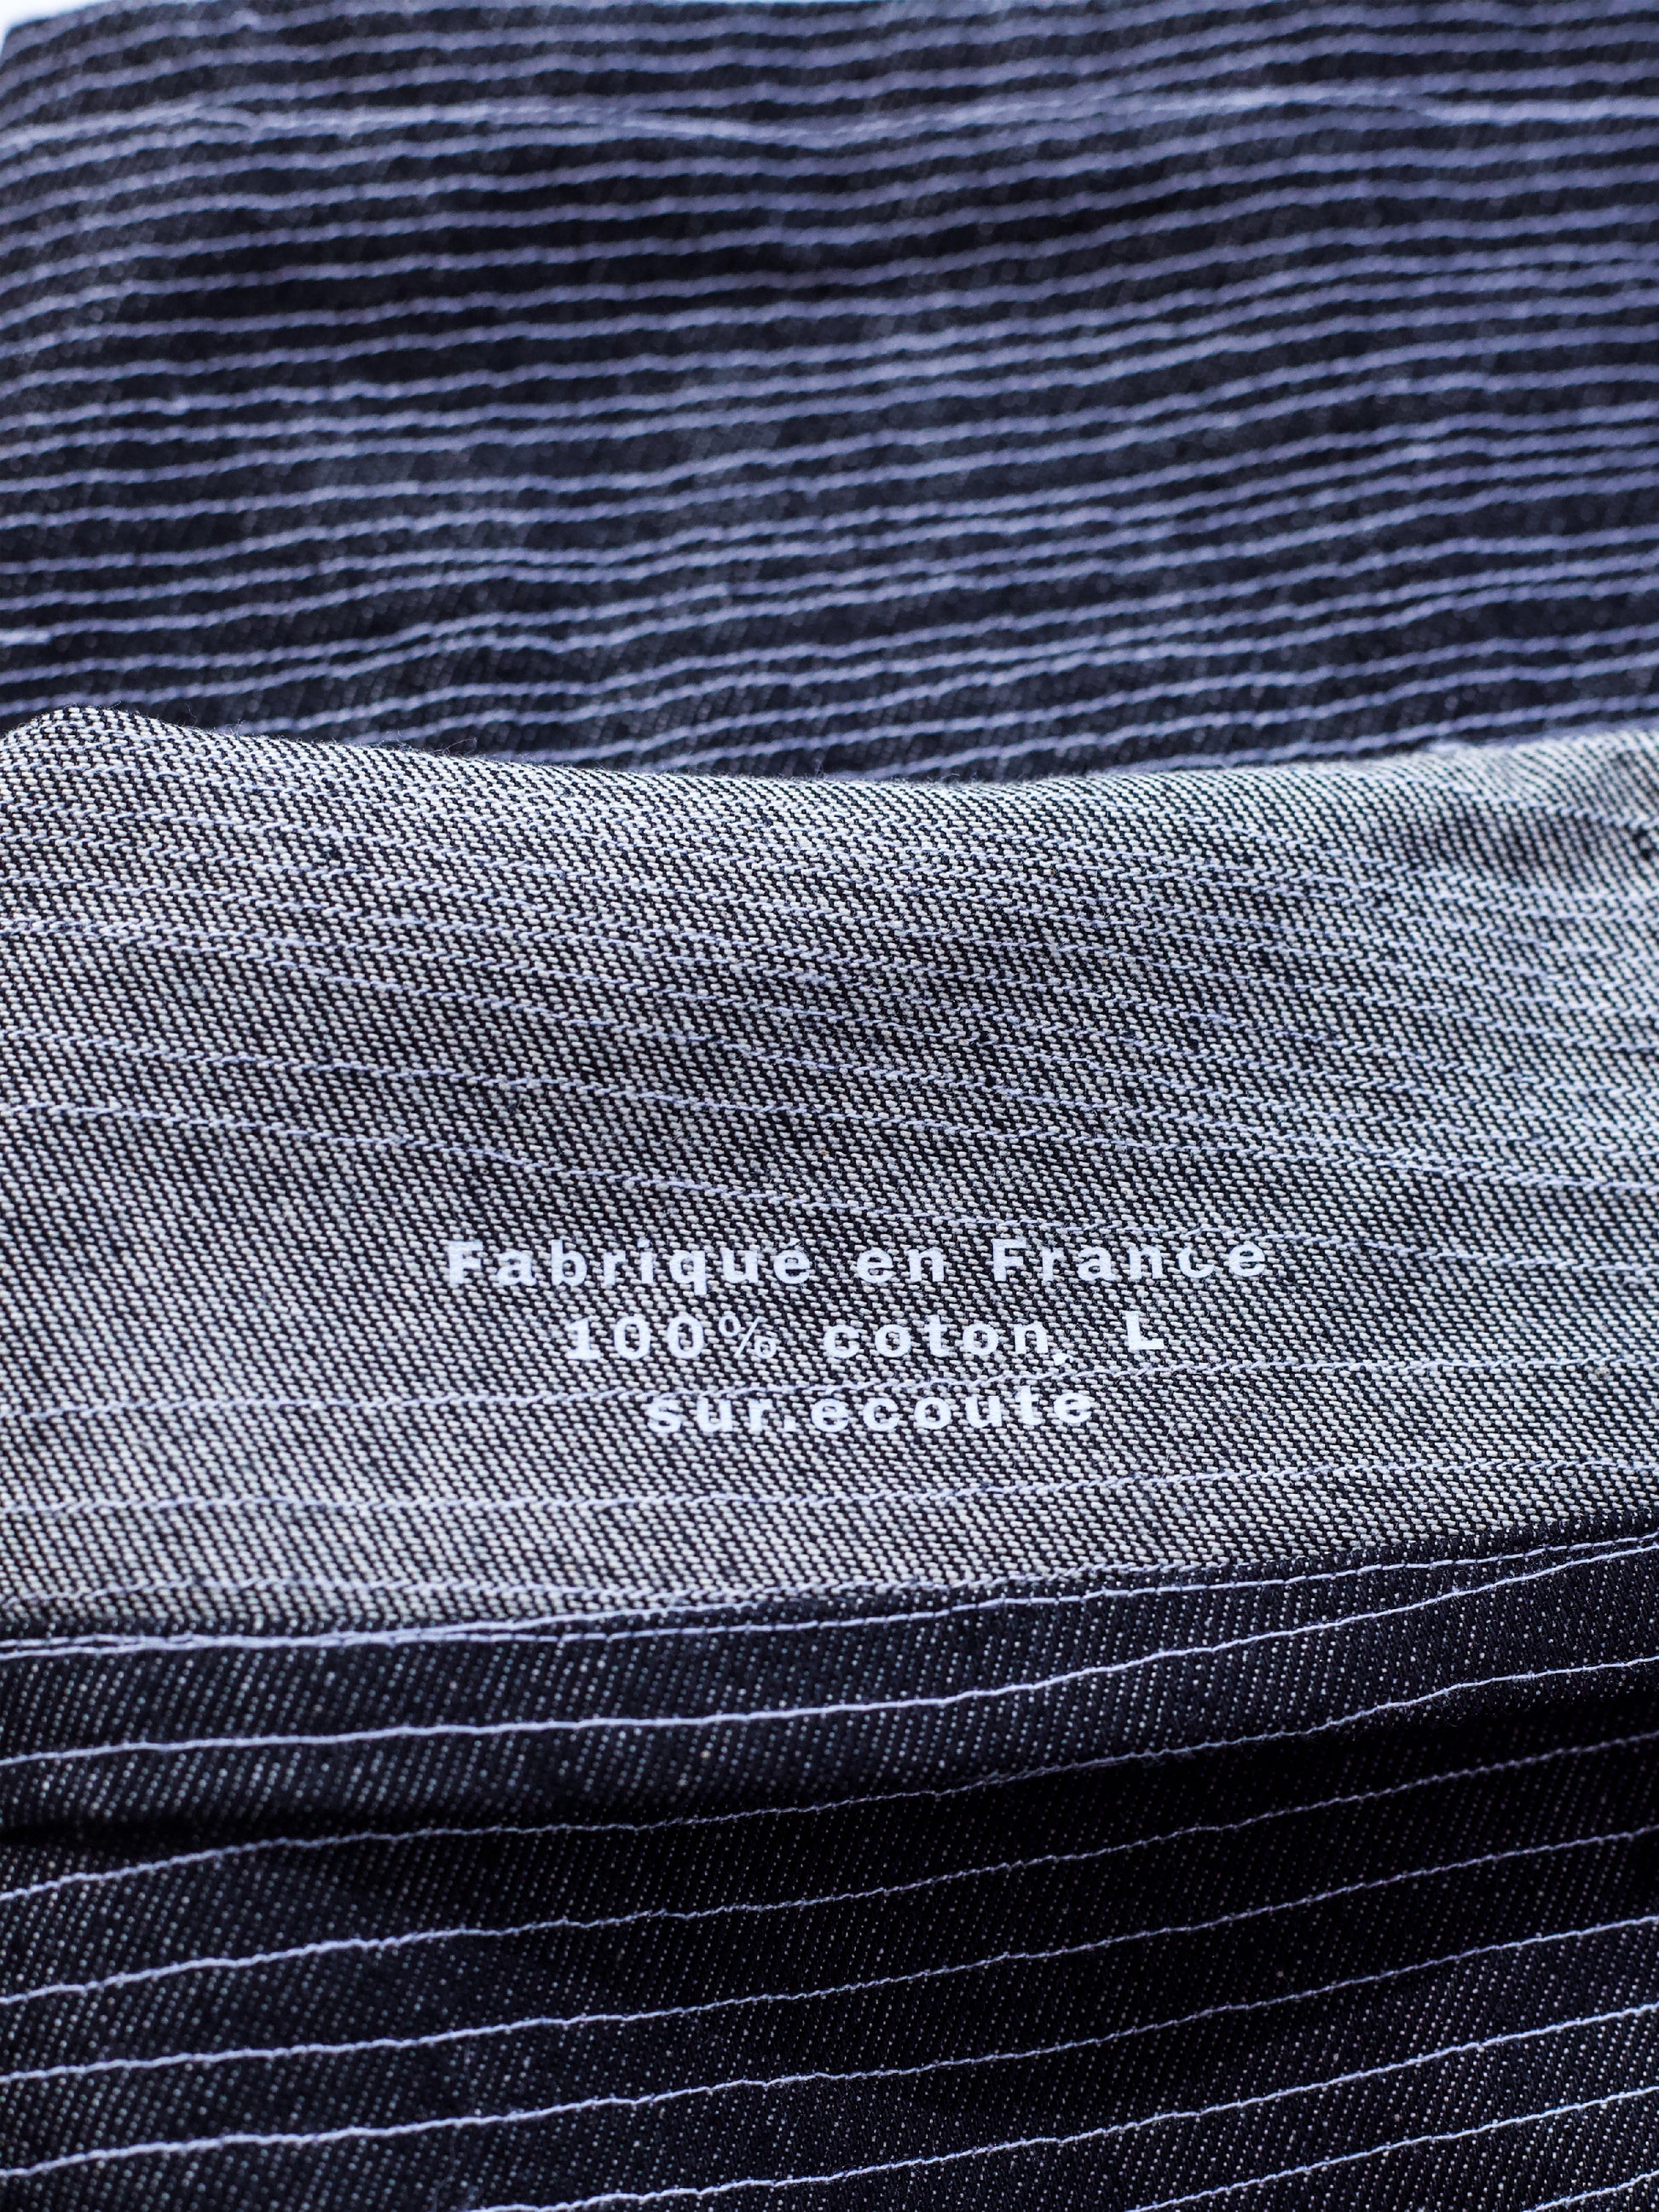 Fabriqué en France
100% coton, L
sur.ecoute